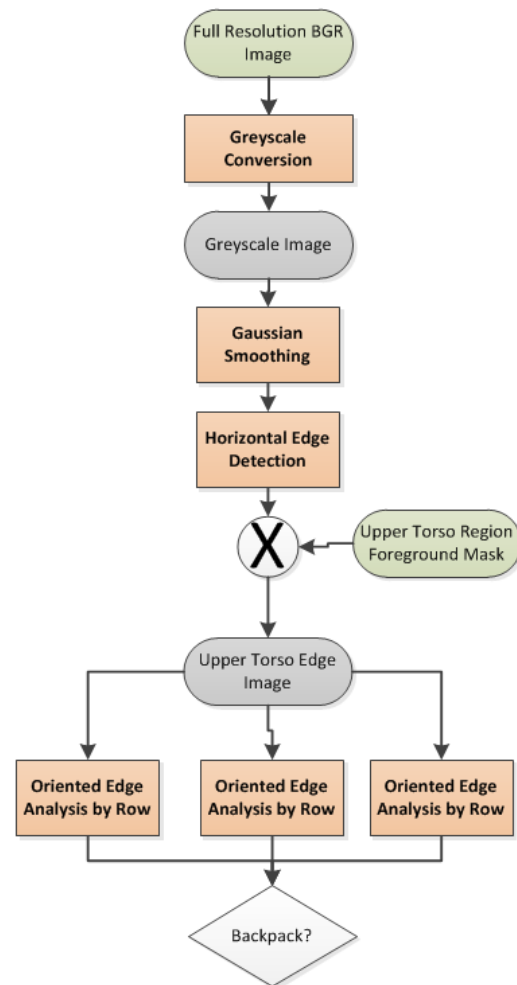 Full Resolution BGR
Image
Greyscale
Conversion
Greyscale Image
Gaussian
Smoothing
Horizontal Edge
Detection
X
Upper Torso Region
Foreground Mask
Upper Torso Edge
Image
Oriented Edge
Analysis by Row
Oriented Edge
Analysis by Row
Oriented Edge
Analysis by Row
Backpack?